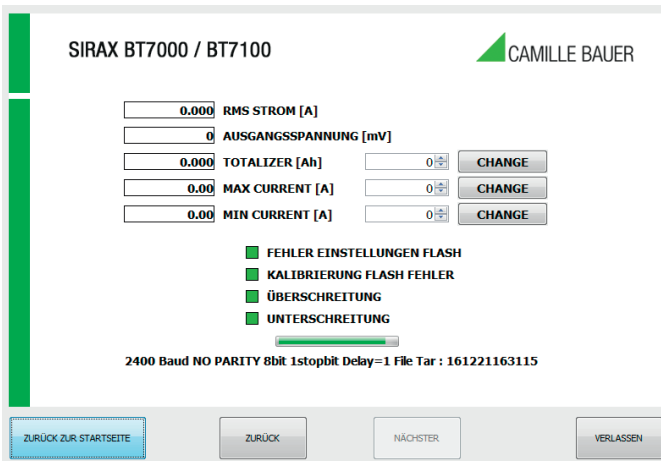 SIRAX BT7000 / BT7100
CAMILLE BAUER
0.000 RMS STROM [A]
0 AUSGANGSSPANNUNG [mV]
0.000 TOTALIZER [Ah] 0 CHANGE
0.00 MAX CURRENT [A] 0 CHANGE
0.00 MIN CURRENT [A] 0 CHANGE
FEHLER EINSTELLUNGEN FLASH
KALIBRIERUNG FLASH FEHLER
ÜBERSCHREITUNG
UNTERSCHREITUNG
2400 Baud NO PARITY 8bit 1stopbit Delay=1 File Tar : 161221163115
ZURÜCK ZUR STARTSEITE ZURÜCK NÄCHSTER VERLASSEN